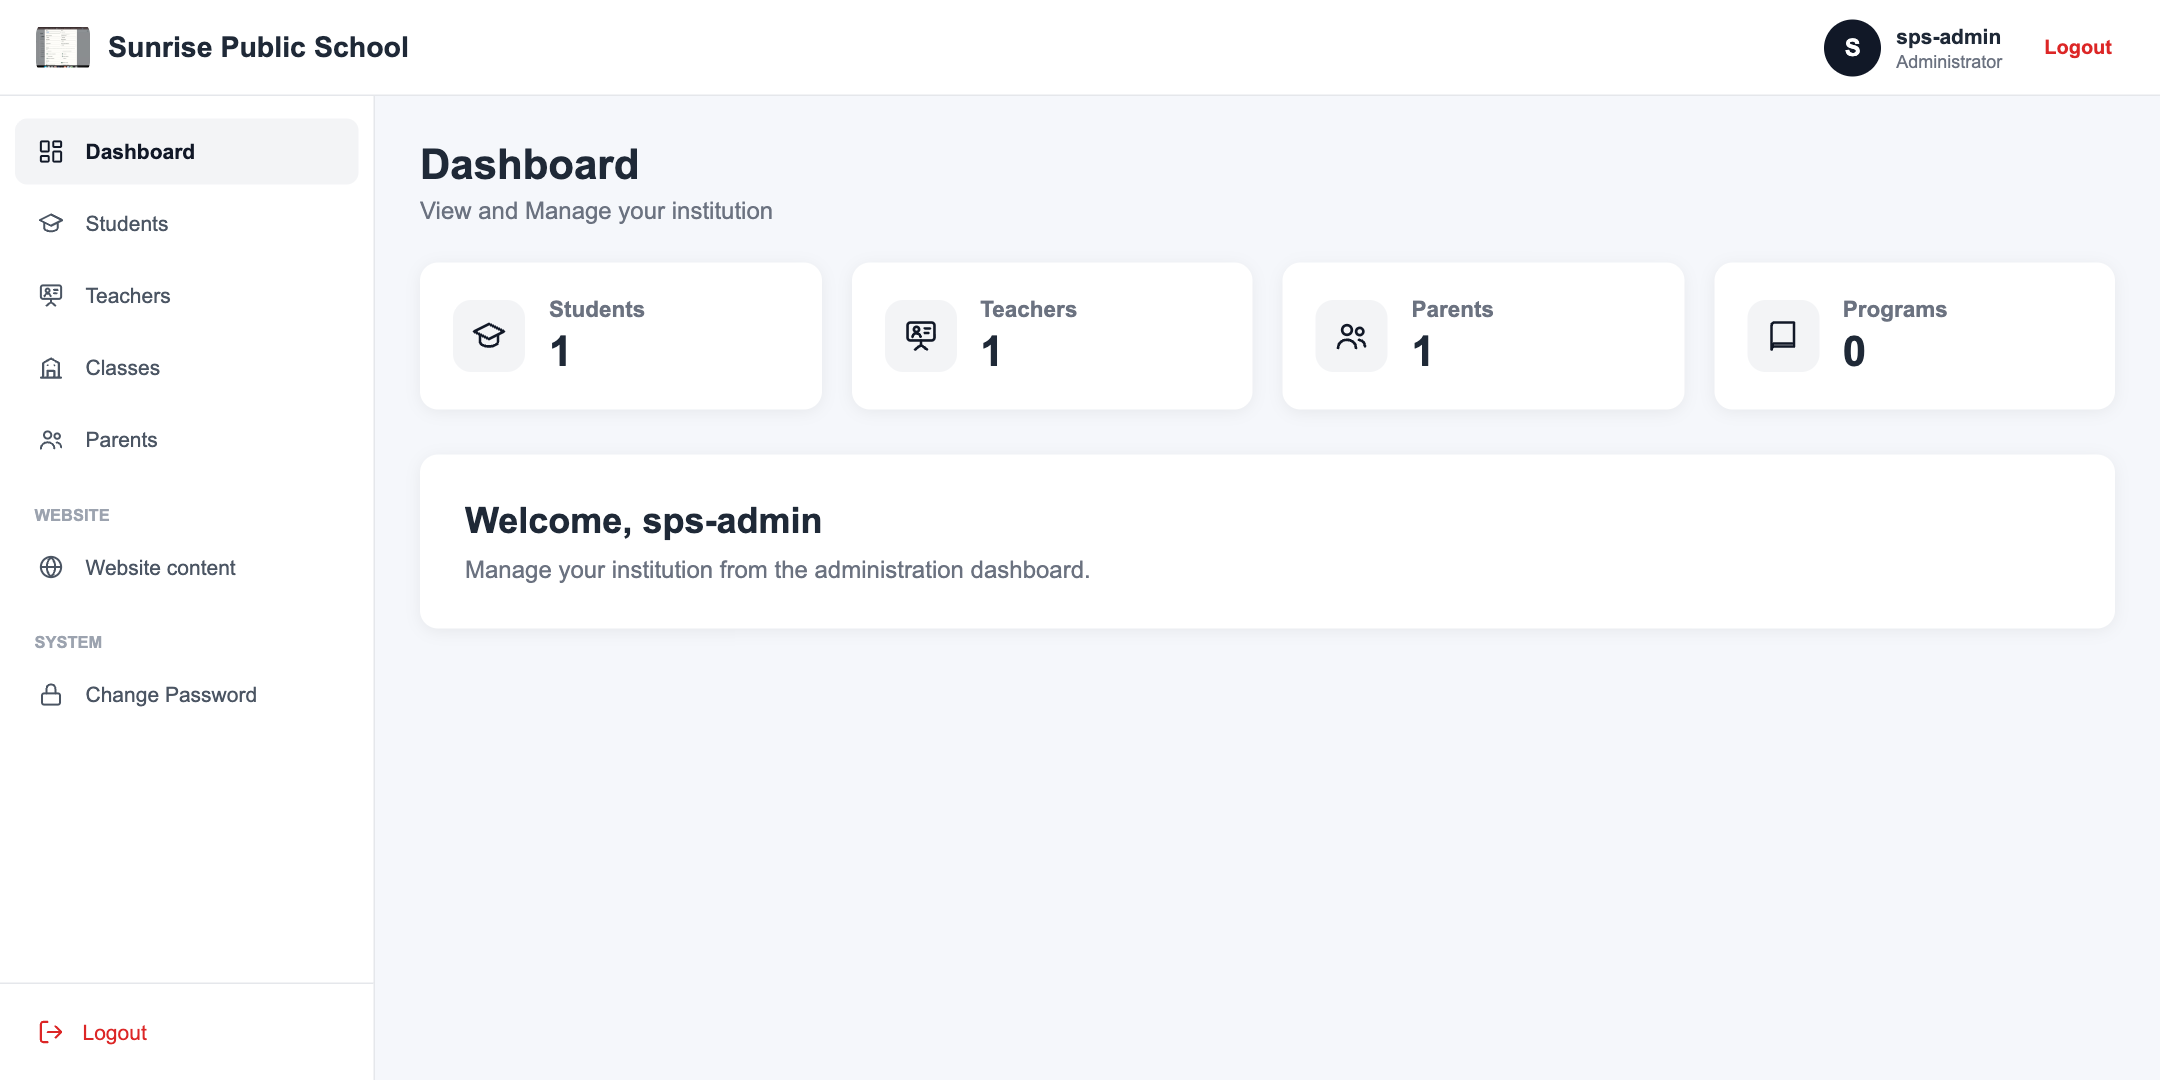 Sunrise Public School
S
sps-admin
Administrator
Logout
Dashboard
Students
Teachers
Classes
Parents
WEBSITE
Website content
SYSTEM
Change Password
Logout
Dashboard
View and Manage your institution
Students
1
Teachers
1
Parents
1
Programs
0
Welcome, sps-admin
Manage your institution from the administration dashboard.